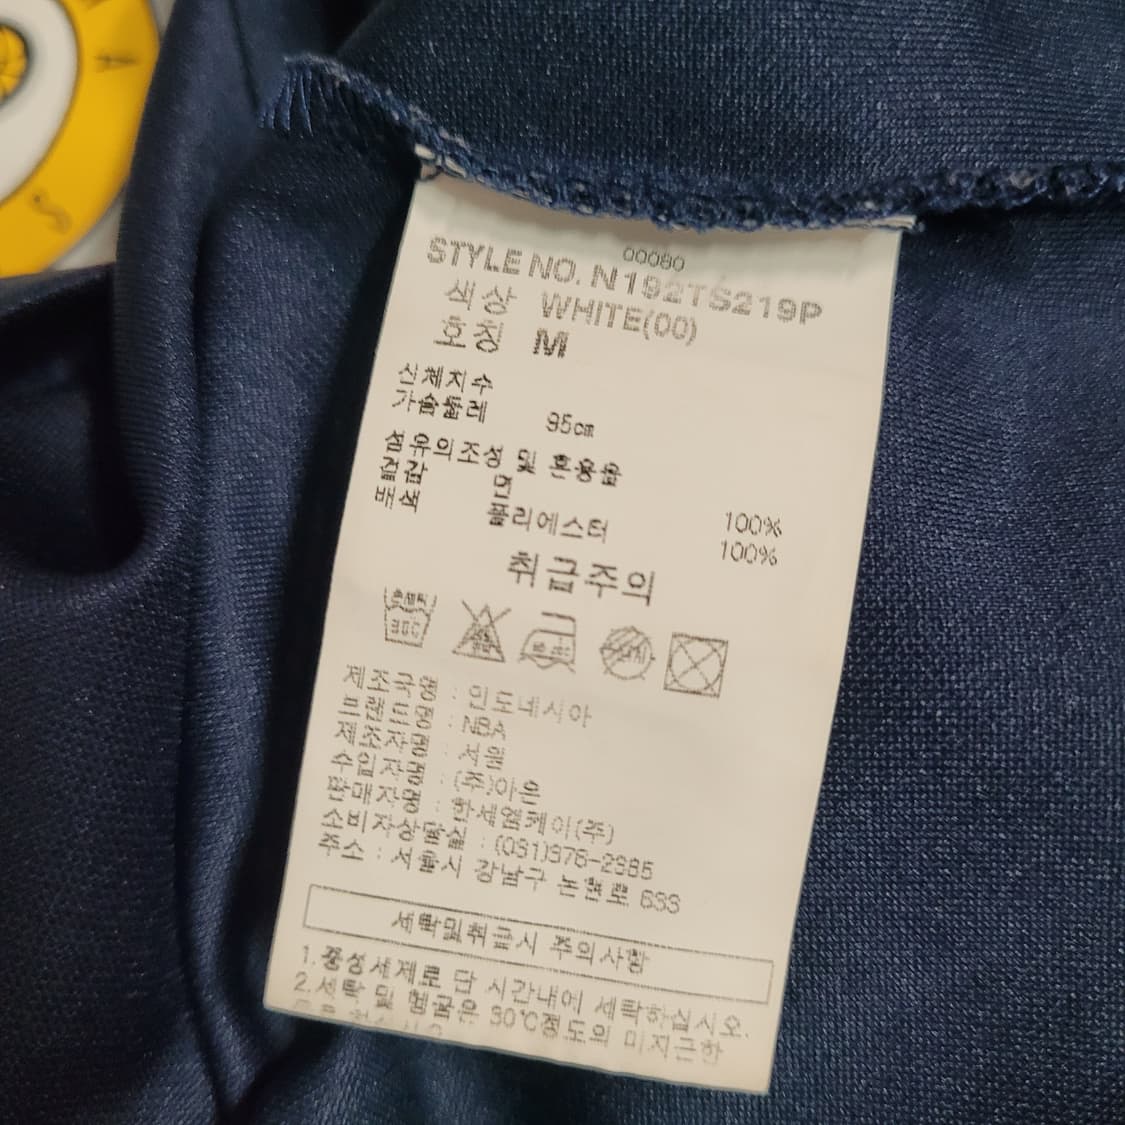 00080
STYLE NO. N192TS219P
색상 WHITE(00)
호칭 M
신체치수
가슴둘레 95cm
섬유의조성 및 혼용율
겉감 면 100%
배색 폴리에스터 100%
취급주의
제조국명 : 인도네시아
브랜드명 : NBA
제조자명 : 서원
수입자명 : (주)아은
판매자명 : 한세엠케이(주)
소비자상담실 :
주소 : 서울시 강남구 논현로 633
세탁및취급시 주의사항
1.중성세제로 단 시간내에 세탁하십시오.
2.세탁 및 헹굼은 30℃정도의 미지근한